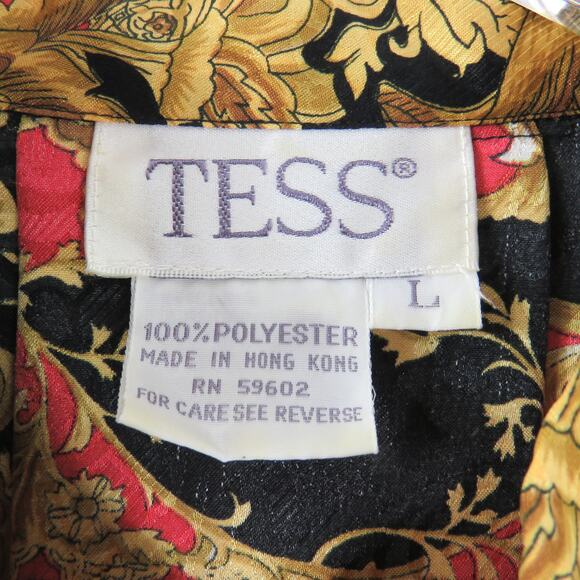 TESS®
L
100% POLYESTER
MADE IN HONG KONG
RN 59602
FOR CARE SEE REVERSE